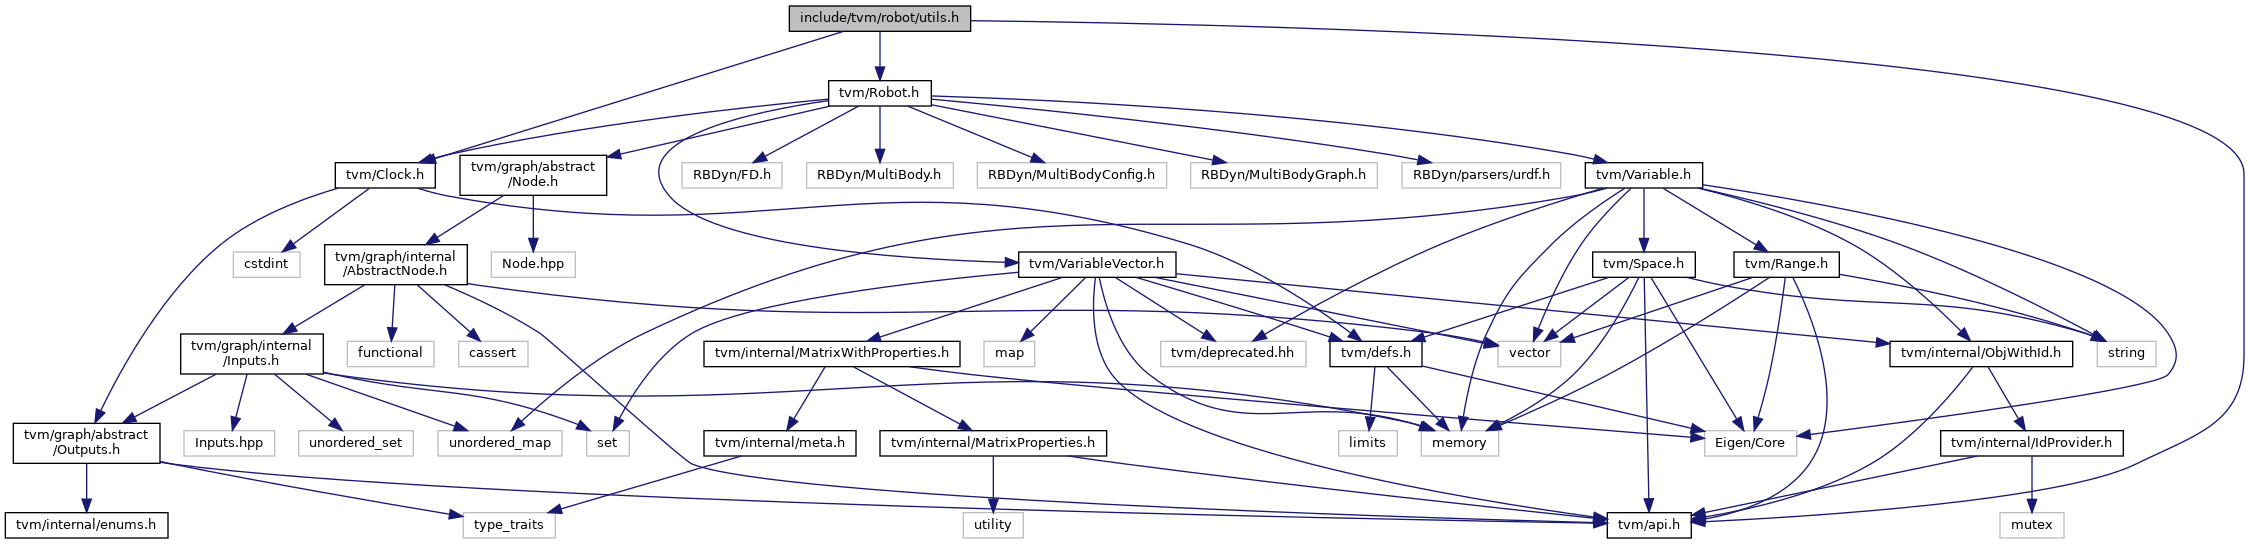 include/tvm/robot/utils.h
tvm/Robot.h
tvm/Clock.h
tvm/graph/abstract
/Node.h
RBDyn/FD.h
RBDyn/MultiBody.h
RBDyn/MultiBodyConfig.h
RBDyn/MultiBodyGraph.h
RBDyn/parsers/urdf.h
tvm/Variable.h
cstdint
tvm/graph/internal
/AbstractNode.h
Node.hpp
tvm/VariableVector.h
tvm/Space.h
tvm/Range.h
tvm/graph/internal
/Inputs.h
functional
cassert
tvm/internal/MatrixWithProperties.h
map
tvm/deprecated.hh
tvm/defs.h
vector
tvm/internal/ObjWithId.h
string
tvm/graph/abstract
/Outputs.h
Inputs.hpp
unordered_set
unordered_map
set
tvm/internal/meta.h
tvm/internal/MatrixProperties.h
limits
memory
Eigen/Core
tvm/internal/IdProvider.h
tvm/internal/enums.h
type_traits
utility
tvm/api.h
mutex